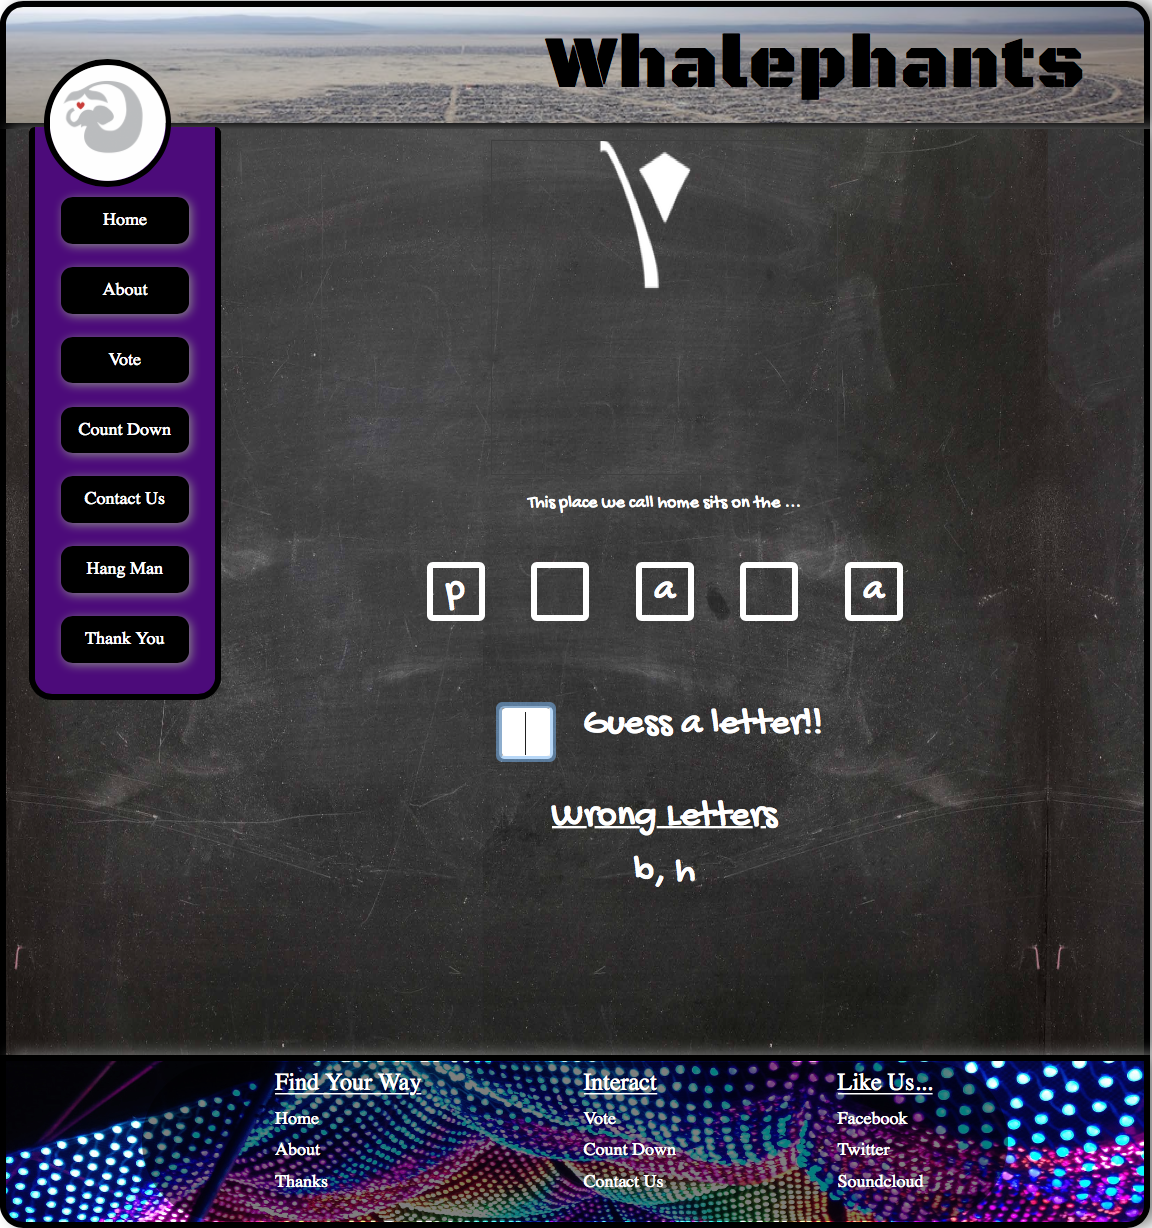 Whalephants
Home
About
Vote
Count Down
Contact Us
Hang Man
Thank You
This place we call home sits on the ...
p a a
Guess a letter!!
Wrong Letters
b, h
Find Your Way
Home
About
Thanks
Interact
Vote
Count Down
Contact Us
Like Us...
Facebook
Twitter
Soundcloud